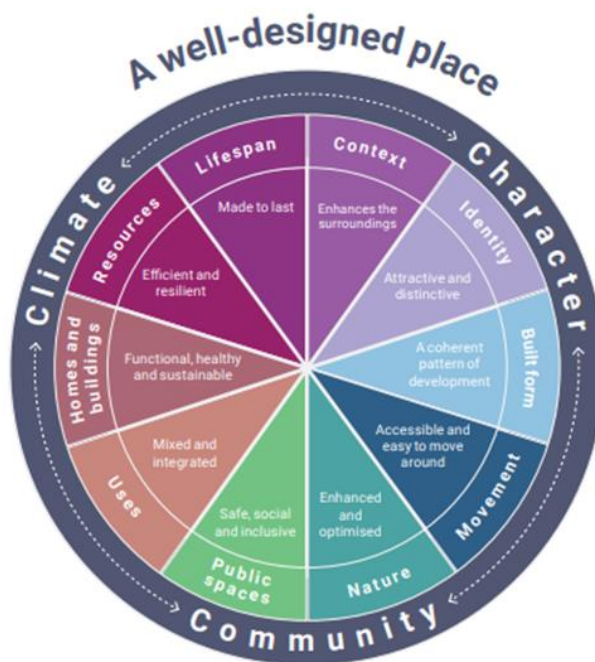 A well-designed place
Climate
Character
Community
Context
Enhances the
surroundings
Identity
Attractive and
distinctive
Built form
A coherent
pattern of
development
Movement
Accessible and
easy to move
around
Nature
Enhanced
and
optimised
Public
spaces
Safe, social
and inclusive
Uses
Mixed and
integrated
Homes and
buildings
Functional, healthy
and sustainable
Resources
Efficient and
resilient
Lifespan
Made to last